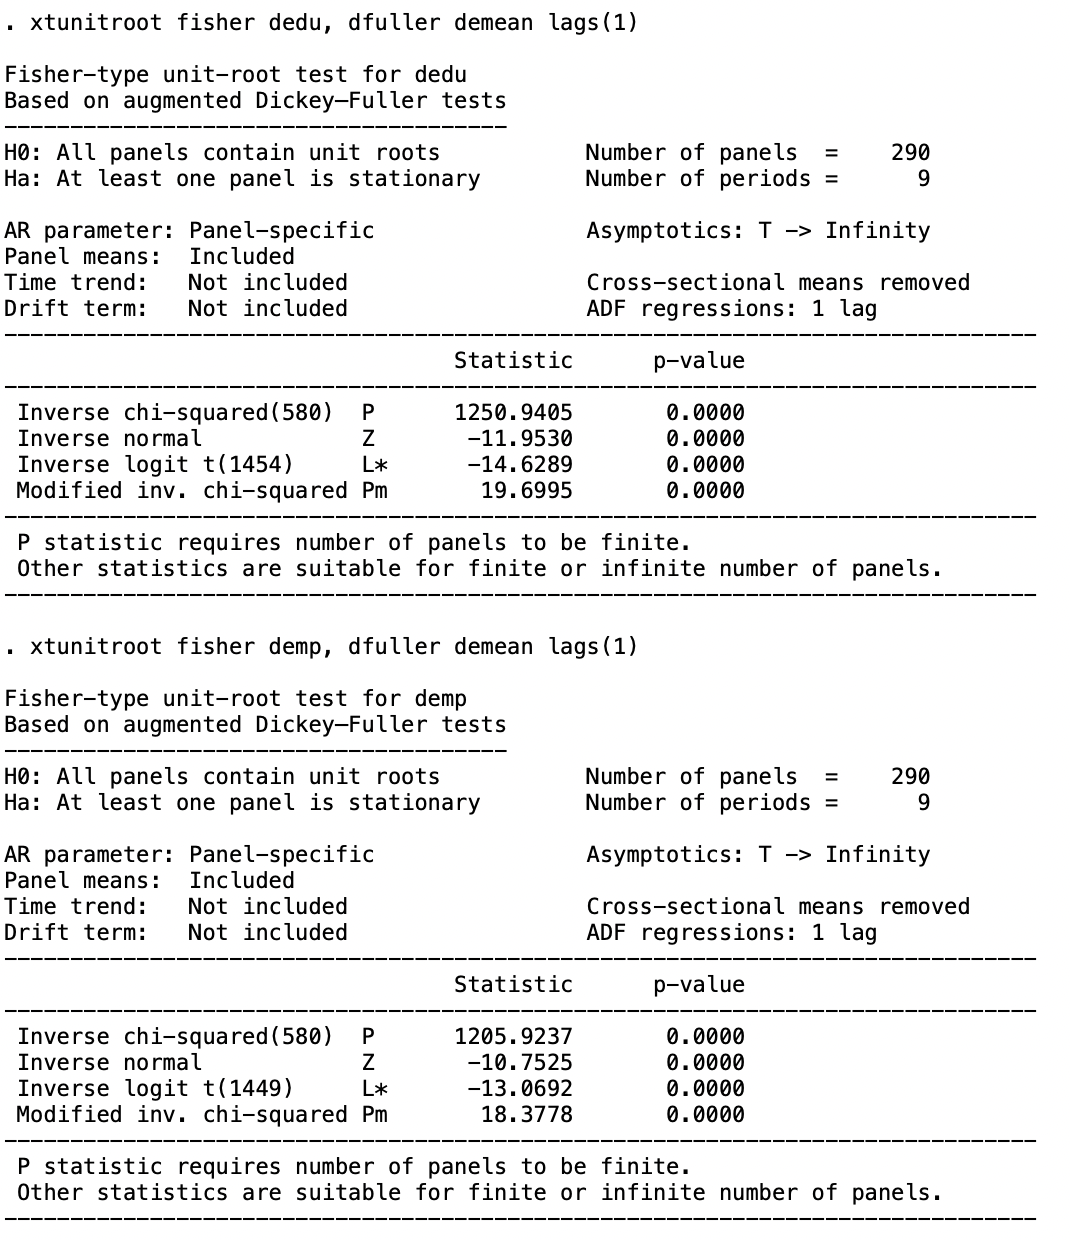 . xtunitroot fisher dedu, dfuller demean lags(1)
Fisher–type unit–root test for dedu
Based on augmented Dickey–Fuller tests
H0: All panels contain unit roots Number of panels = 290
Ha: At least one panel is stationary Number of periods = 9
AR parameter: Panel–specific Asymptotics: T –> Infinity
Panel means: Included
Time trend: Not included Cross–sectional means removed
Drift term: Not included ADF regressions: 1 lag
Statistic p–value
Inverse chi–squared(580) P 1250.9405 0.0000
Inverse normal Z –11.9530 0.0000
Inverse logit t(1454) L* –14.6289 0.0000
Modified inv. chi–squared Pm 19.6995 0.0000
P statistic requires number of panels to be finite.
Other statistics are suitable for finite or infinite number of panels.
. xtunitroot fisher demp, dfuller demean lags(1)
Fisher–type unit–root test for demp
Based on augmented Dickey–Fuller tests
H0: All panels contain unit roots Number of panels = 290
Ha: At least one panel is stationary Number of periods = 9
AR parameter: Panel–specific Asymptotics: T –> Infinity
Panel means: Included
Time trend: Not included Cross–sectional means removed
Drift term: Not included ADF regressions: 1 lag
Statistic p–value
Inverse chi–squared(580) P 1205.9237 0.0000
Inverse normal Z –10.7525 0.0000
Inverse logit t(1449) L* –13.0692 0.0000
Modified inv. chi–squared Pm 18.3778 0.0000
P statistic requires number of panels to be finite.
Other statistics are suitable for finite or infinite number of panels.